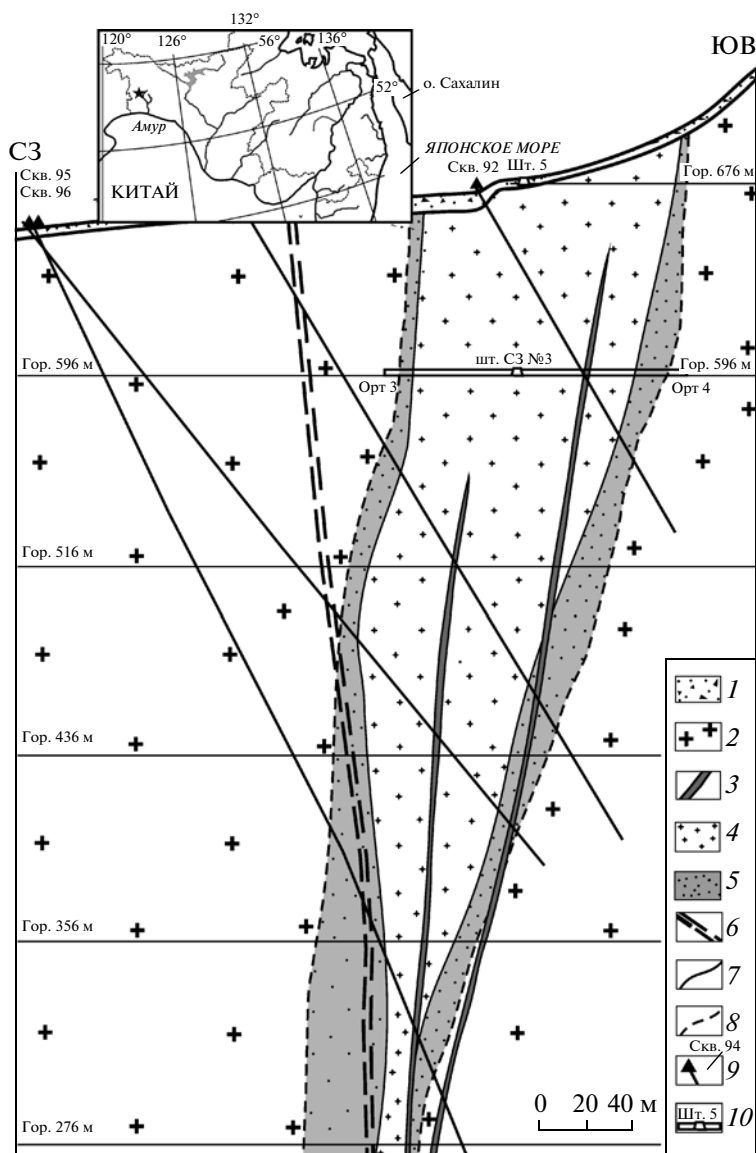 132°
120°
126°
56°
136°
ЮВ
52°
о. Сахалин
Амур
ЯПОНСКОЕ МОРЕ
СЗ
Скв. 95
Скв. 96
КИТАЙ
Скв. 92
Шт. 5
Гор. 676 м
Гор. 596 м
шт. СЗ №3
Гор. 596 м
Орт 3
Орт 4
Гор. 516 м
Гор. 436 м
Гор. 356 м
Гор. 276 м
0 20 40 м
1
2
3
4
5
6
7
8
Скв. 94
9
Шт. 5
10